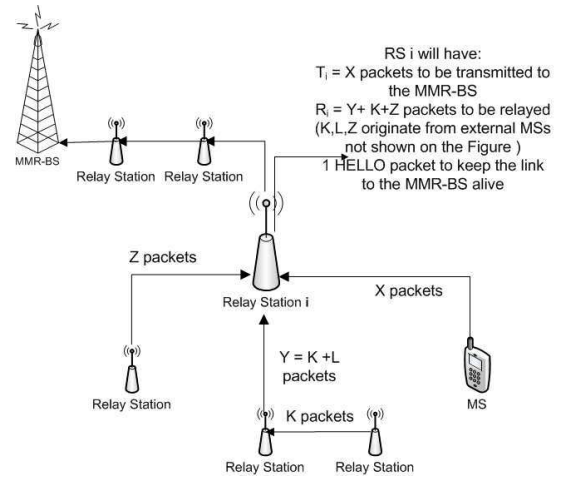 RS i will have:
Ti = X packets to be transmitted to
the MMR-BS
Ri = Y+ K+Z packets to be relayed
(K,L,Z originate from external MSs
not shown on the Figure )
1 HELLO packet to keep the link
to the MMR-BS alive
MMR-BS
Relay Station
Relay Station
Z packets
Relay Station i
X packets
Y = K +L
packets
Relay Station
MS
K packets
Relay Station
Relay Station